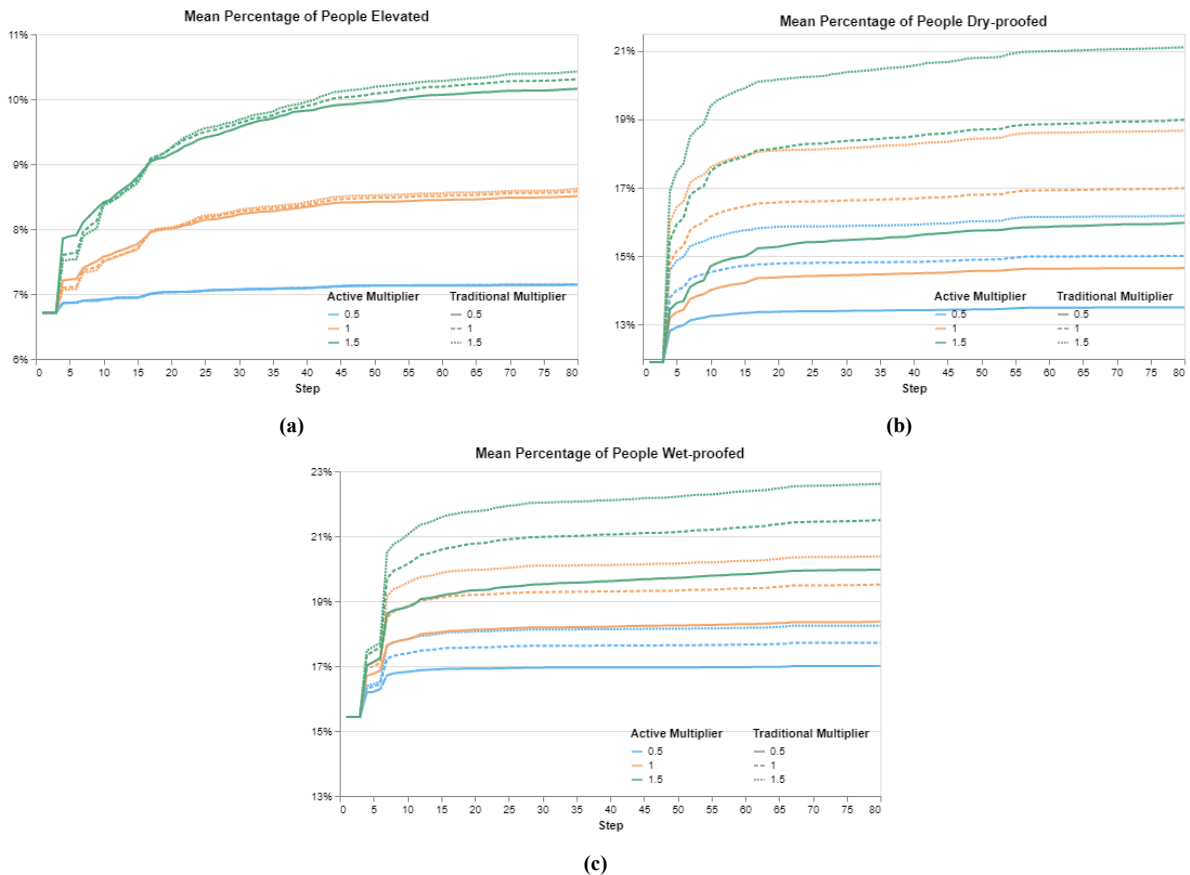 Mean Percentage of People Elevated
11%
10%
9%
8%
7%
6%
Active Multiplier Traditional Multiplier
0.5 0.5
1 1
1.5 1.5
0 5 10 15 20 25 30 35 40 45 50 55 60 65 70 75 80
Step
(a)
Mean Percentage of People Dry-proofed
21%
19%
17%
15%
13%
Active Multiplier Traditional Multiplier
0.5 0.5
1 1
1.5 1.5
0 5 10 15 20 25 30 35 40 45 50 55 60 65 70 75 80
Step
(b)
Mean Percentage of People Wet-proofed
23%
21%
19%
17%
15%
13%
Active Multiplier Traditional Multiplier
0.5 0.5
1 1
1.5 1.5
0 5 10 15 20 25 30 35 40 45 50 55 60 65 70 75 80
Step
(c)